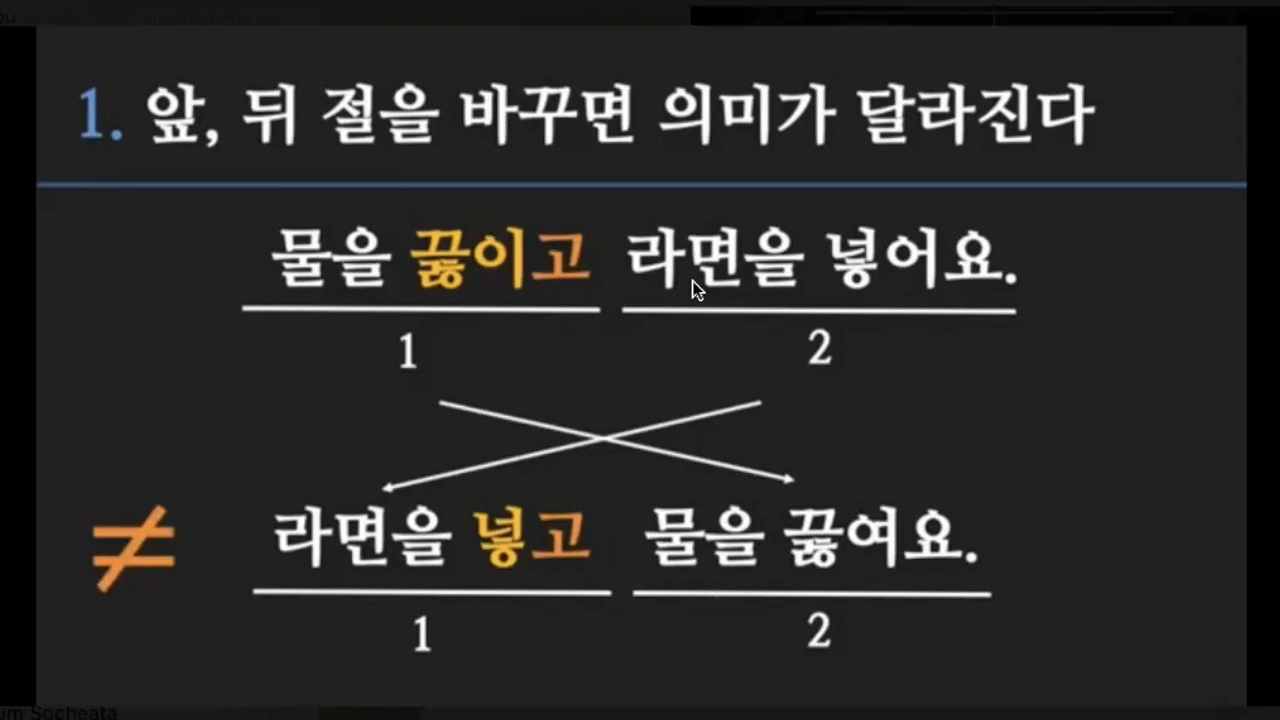 1. 앞, 뒤 절을 바꾸면 의미가 달라진다
물을 끓이고 라면을 넣어요.
1 2
≠ 라면을 넣고 물을 끓여요.
1 2
Socheata